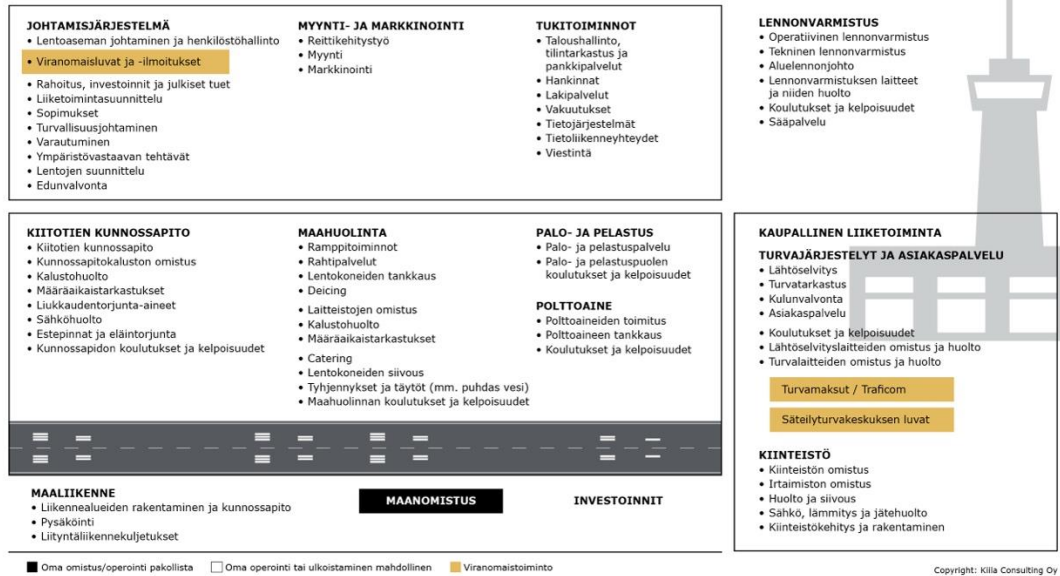 JOHTAMISJÄRJESTELMÄ
• Lentoaseman johtaminen ja henkilöstöhallinto
• Viranomaisluvat ja -ilmoitukset
• Rahoitus, investoinnit ja julkiset tuet
• Liiketoimintasuunnittelu
• Sopimukset
• Turvallisuusjohtaminen
• Varautuminen
• Ympäristövastaavan tehtävät
• Lentojen suunnittelu
• Edunvalvonta
MYYNTI- JA MARKKINOINTI
• Reittikehitystyö
• Myynti
• Markkinointi
TUKITOIMINNOT
• Taloushallinto,
tilintarkastus ja
pankkipalvelut
• Hankinnat
• Lakipalvelut
• Vakuutukset
• Tietojärjestelmät
• Tietoliikenneyhteydet
• Viestintä
LENNONVARMISTUS
• Operatiivinen lennonvarmistus
• Tekninen lennonvarmistus
• Aluelennonjohto
• Lennonvarmistuksen laitteet
ja niiden huolto
• Koulutukset ja kelpoisuudet
• Sääpalvelu
KIITOTIEN KUNNOSSAPITO
• Kiitotien kunnossapito
• Kunnossapitokaluston omistus
• Kalustohuolto
• Määräaikaistarkastukset
• Liukkaudentorjunta-aineet
• Sähköhuolto
• Estepinnat ja eläintorjunta
• Kunnossapidon koulutukset ja kelpoisuudet
MAAHUOLINTA
• Ramppitoiminnot
• Rahtipalvelut
• Lentokoneiden tankkaus
• Deicing
• Laitteistojen omistus
• Kalustohuolto
• Määräaikaistarkastukset
• Catering
• Lentokoneiden siivous
• Tyhjennykset ja täytöt (mm. puhdas vesi)
• Maahuolinnan koulutukset ja kelpoisuudet
PALO- JA PELASTUS
• Palo- ja pelastuspalvelu
• Palo- ja pelastuspuolen
koulutukset ja kelpoisuudet
POLTTOAINE
• Polttoaineiden toimitus
• Polttoaineen tankkaus
• Koulutukset ja kelpoisuudet
KAUPALLINEN LIIKETOIMINTA
TURVAJÄRJESTELYT JA ASIAKASPALVELU
• Lähtöselvitys
• Turvatarkastus
• Kulunvalvonta
• Asiakaspalvelu
• Koulutukset ja kelpoisuudet
• Lähtöselvityslaitteiden omistus ja huolto
• Turvalaitteiden omistus ja huolto
Turvamaksut / Traficom
Säteilyturvakeskuksen luvat
KIINTEISTÖ
• Kiinteistön omistus
• Irtaimiston omistus
• Huolto ja siivous
• Sähkö, lämmitys ja jätehuolto
• Kiinteistökehitys ja rakentaminen
MAALIIKENNE
• Liikennealueiden rakentaminen ja kunnossapito
• Pysäköinti
• Liityntäliikennekuljetukset
MAANOMISTUS
INVESTOINNIT
Oma omistus/operointi pakollista
Oma operointi tai ulkoistaminen mahdollinen
Viranomaistoiminto
Copyright: Kiila Consulting Oy